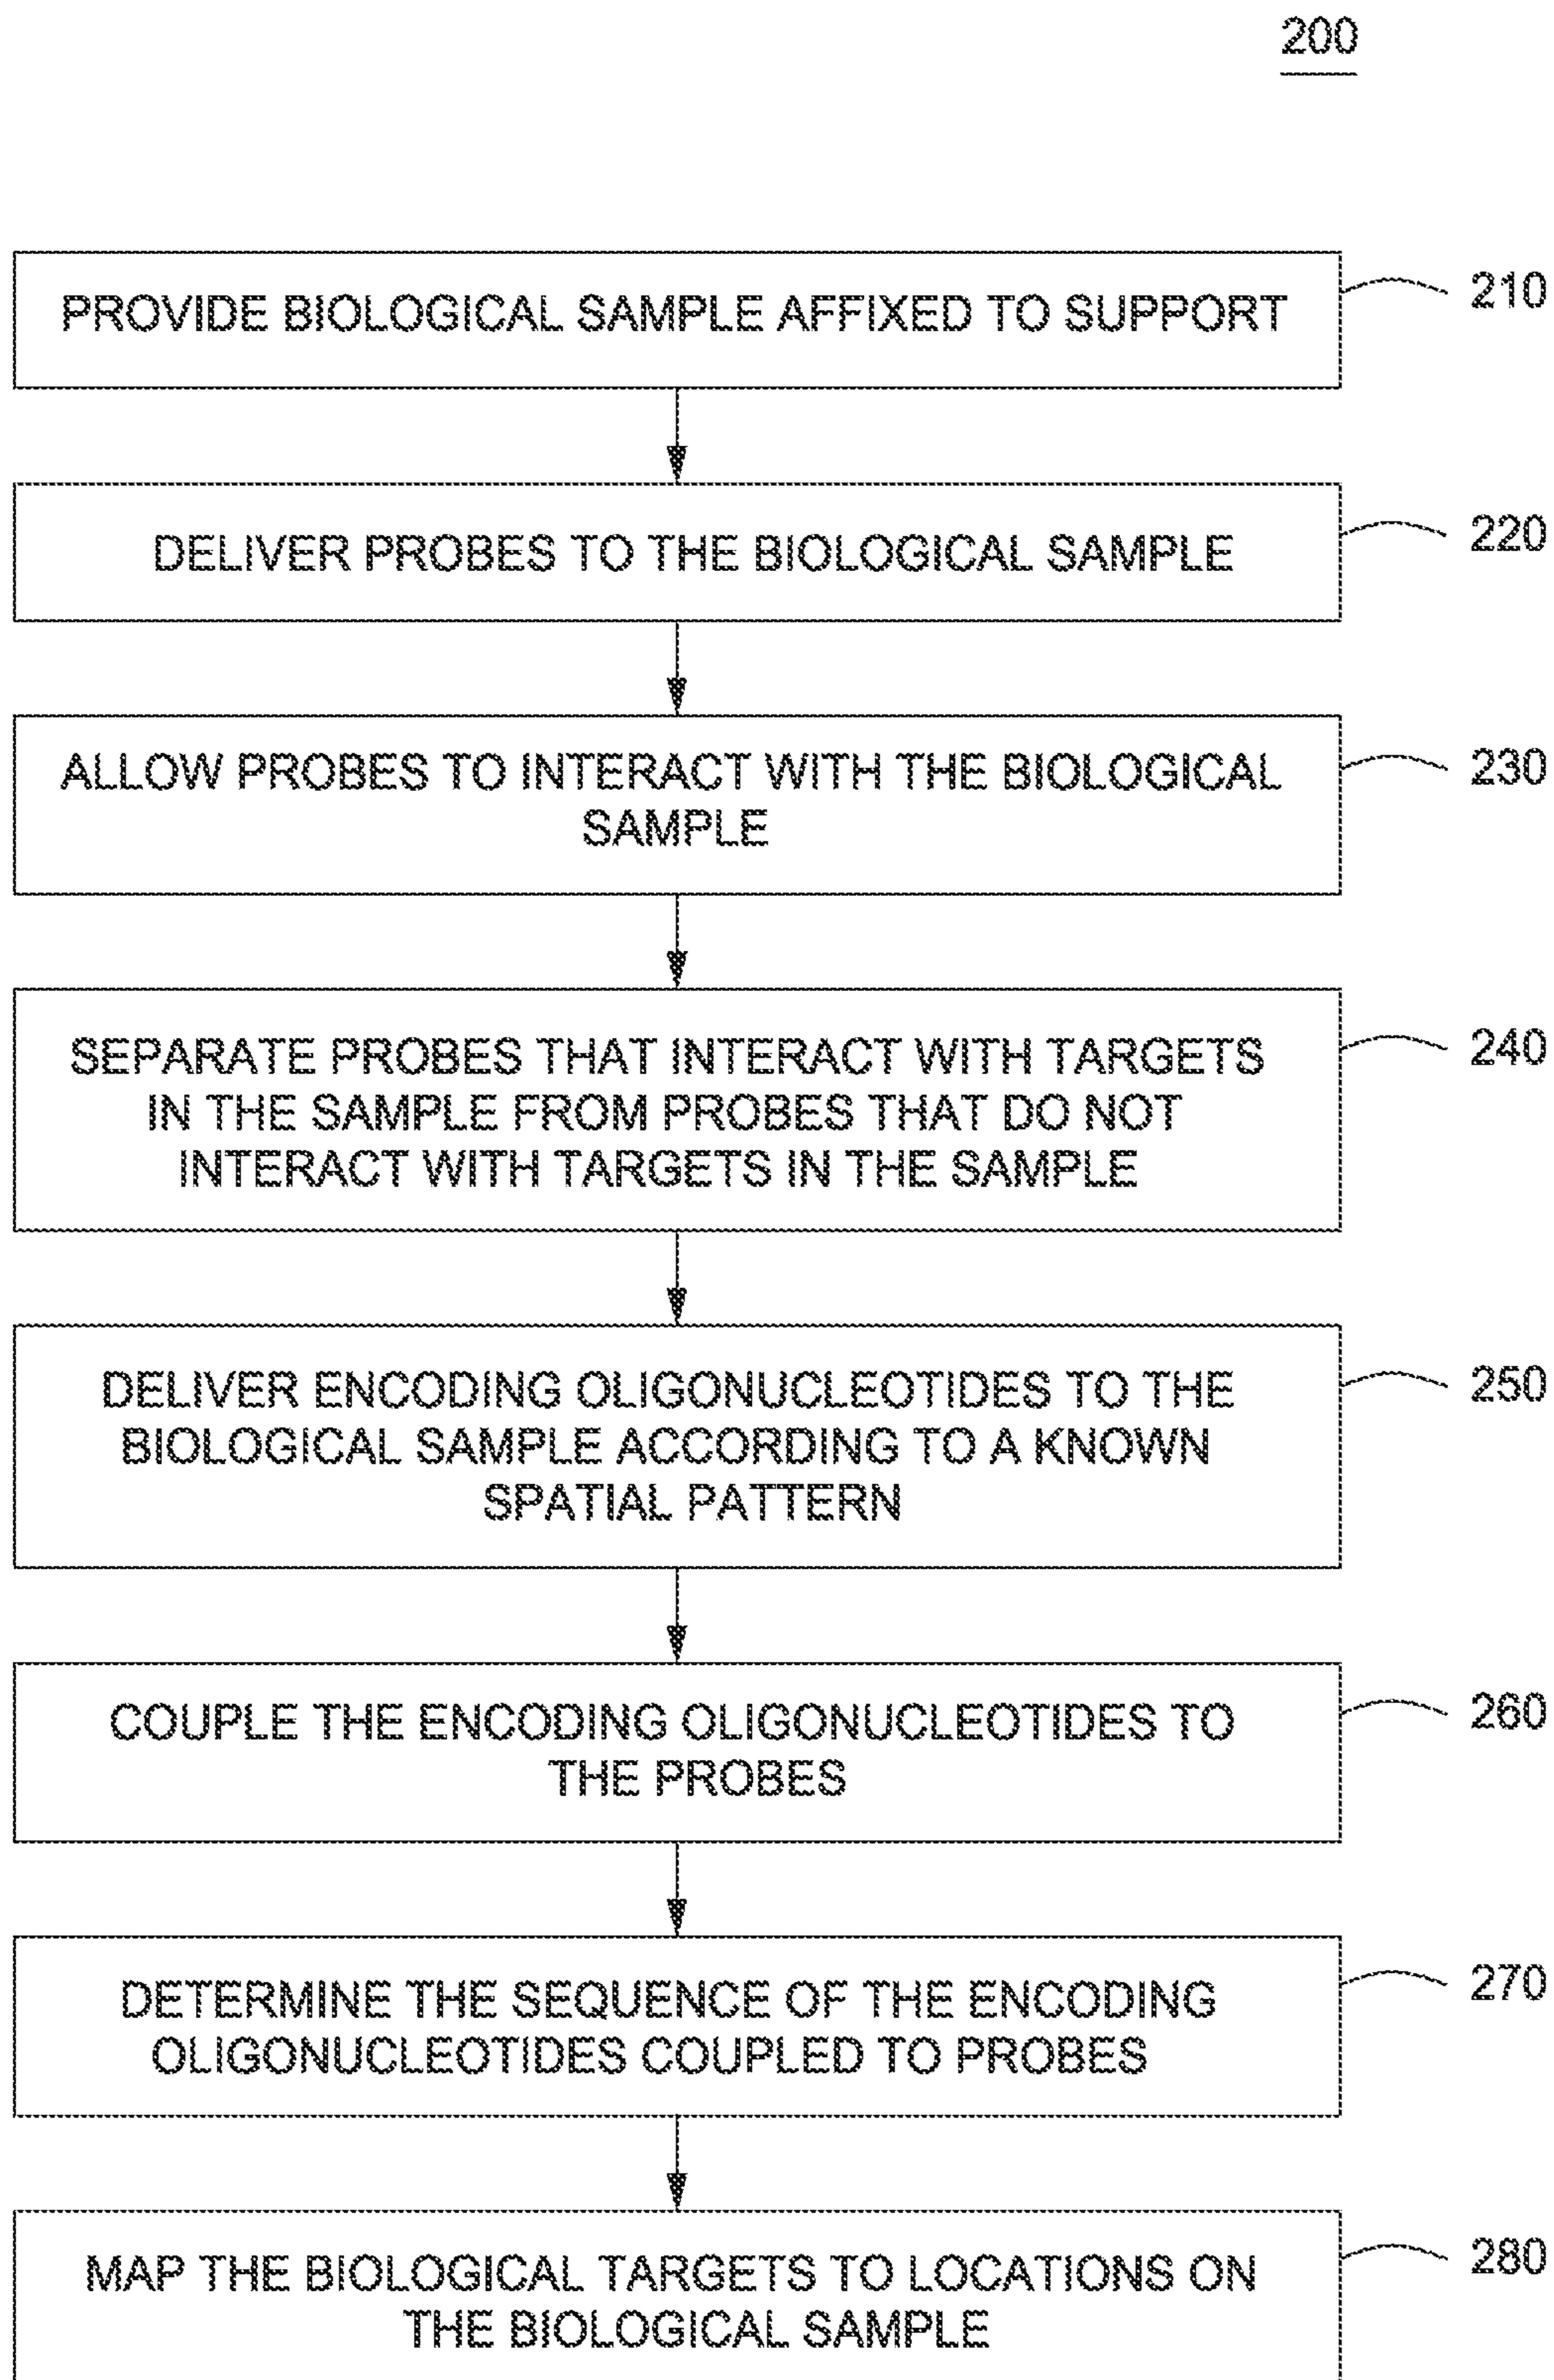 200
PROVIDE BIOLOGICAL SAMPLE AFFIXED TO SUPPORT
210
DELIVER PROBES TO THE BIOLOGICAL SAMPLE
220
ALLOW PROBES TO INTERACT WITH THE BIOLOGICAL
SAMPLE
230
SEPARATE PROBES THAT INTERACT WITH TARGETS
IN THE SAMPLE FROM PROBES THAT DO NOT
INTERACT WITH TARGETS IN THE SAMPLE
240
DELIVER ENCODING OLIGONUCLEOTIDES TO THE
BIOLOGICAL SAMPLE ACCORDING TO A KNOWN
SPATIAL PATTERN
250
COUPLE THE ENCODING OLIGONUCLEOTIDES TO
THE PROBES
260
DETERMINE THE SEQUENCE OF THE ENCODING
OLIGONUCLEOTIDES COUPLED TO PROBES
270
MAP THE BIOLOGICAL TARGETS TO LOCATIONS ON
THE BIOLOGICAL SAMPLE
280